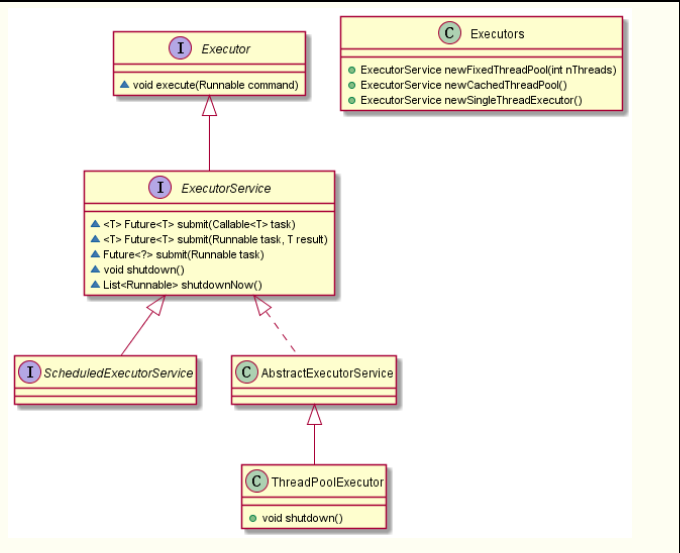 I Executor
void execute(Runnable command)
C Executors
ExecutorService newFixedThreadPool(int nThreads)
ExecutorService newCachedThreadPool()
ExecutorService newSingleThreadExecutor()
I ExecutorService
<T> Future<T> submit(Callable<T> task)
<T> Future<T> submit(Runnable task, T result)
Future<?> submit(Runnable task)
void shutdown()
List<Runnable> shutdownNow()
I ScheduledExecutorService
C AbstractExecutorService
C ThreadPoolExecutor
void shutdown()